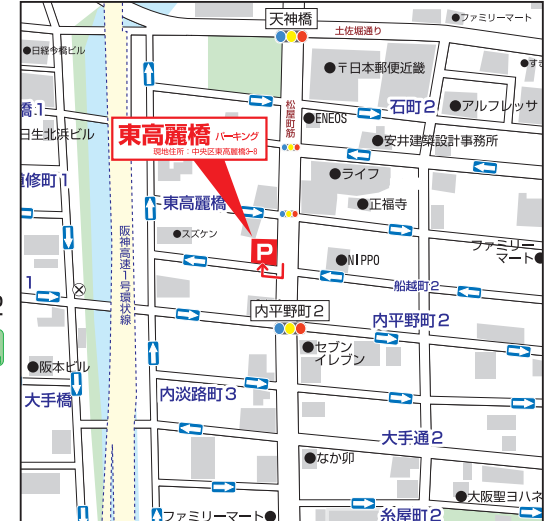 天神橋
ファミリーマート
土佐堀通り
日経今橋ビル
〒日本郵便近畿
松屋町筋
石町2
アルフレッサ
ENEOS
橋1
日生北浜ビル
東高麗橋 パーキング
現地住所：中央区東高麗橋3-8
安井建築設計事務所
ライフ
修町1
東高麗橋
正福寺
スズケン
阪神高速1号環状線
P
ファミリー
マート
NIPPO
船越町2
1
内平野町2
内平野町2
セブン
イレブン
阪本ビル
大手橋
内淡路町3
大手通2
なか卯
大阪聖ヨハネ
ファミリーマート
糸屋町2